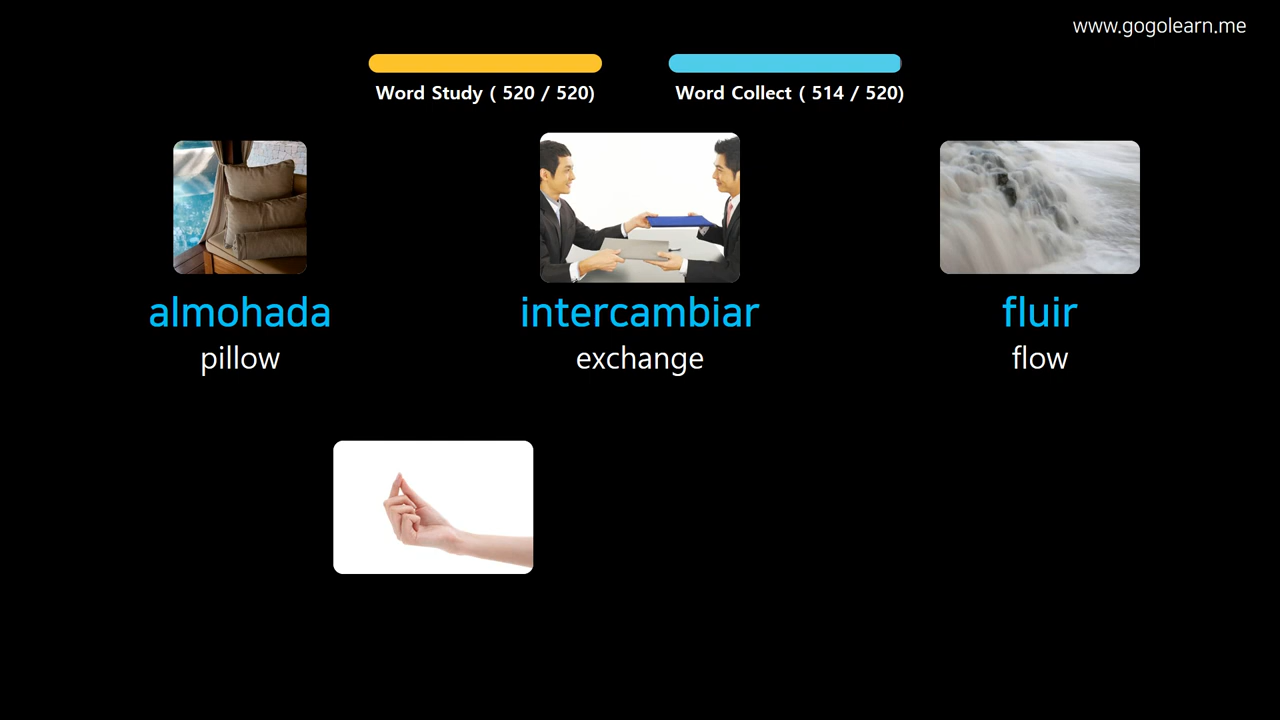 www.gogolearn.me
Word Study ( 520 / 520)
Word Collect ( 514 / 520)
almohada
intercambiar
fluir
pillow
exchange
flow